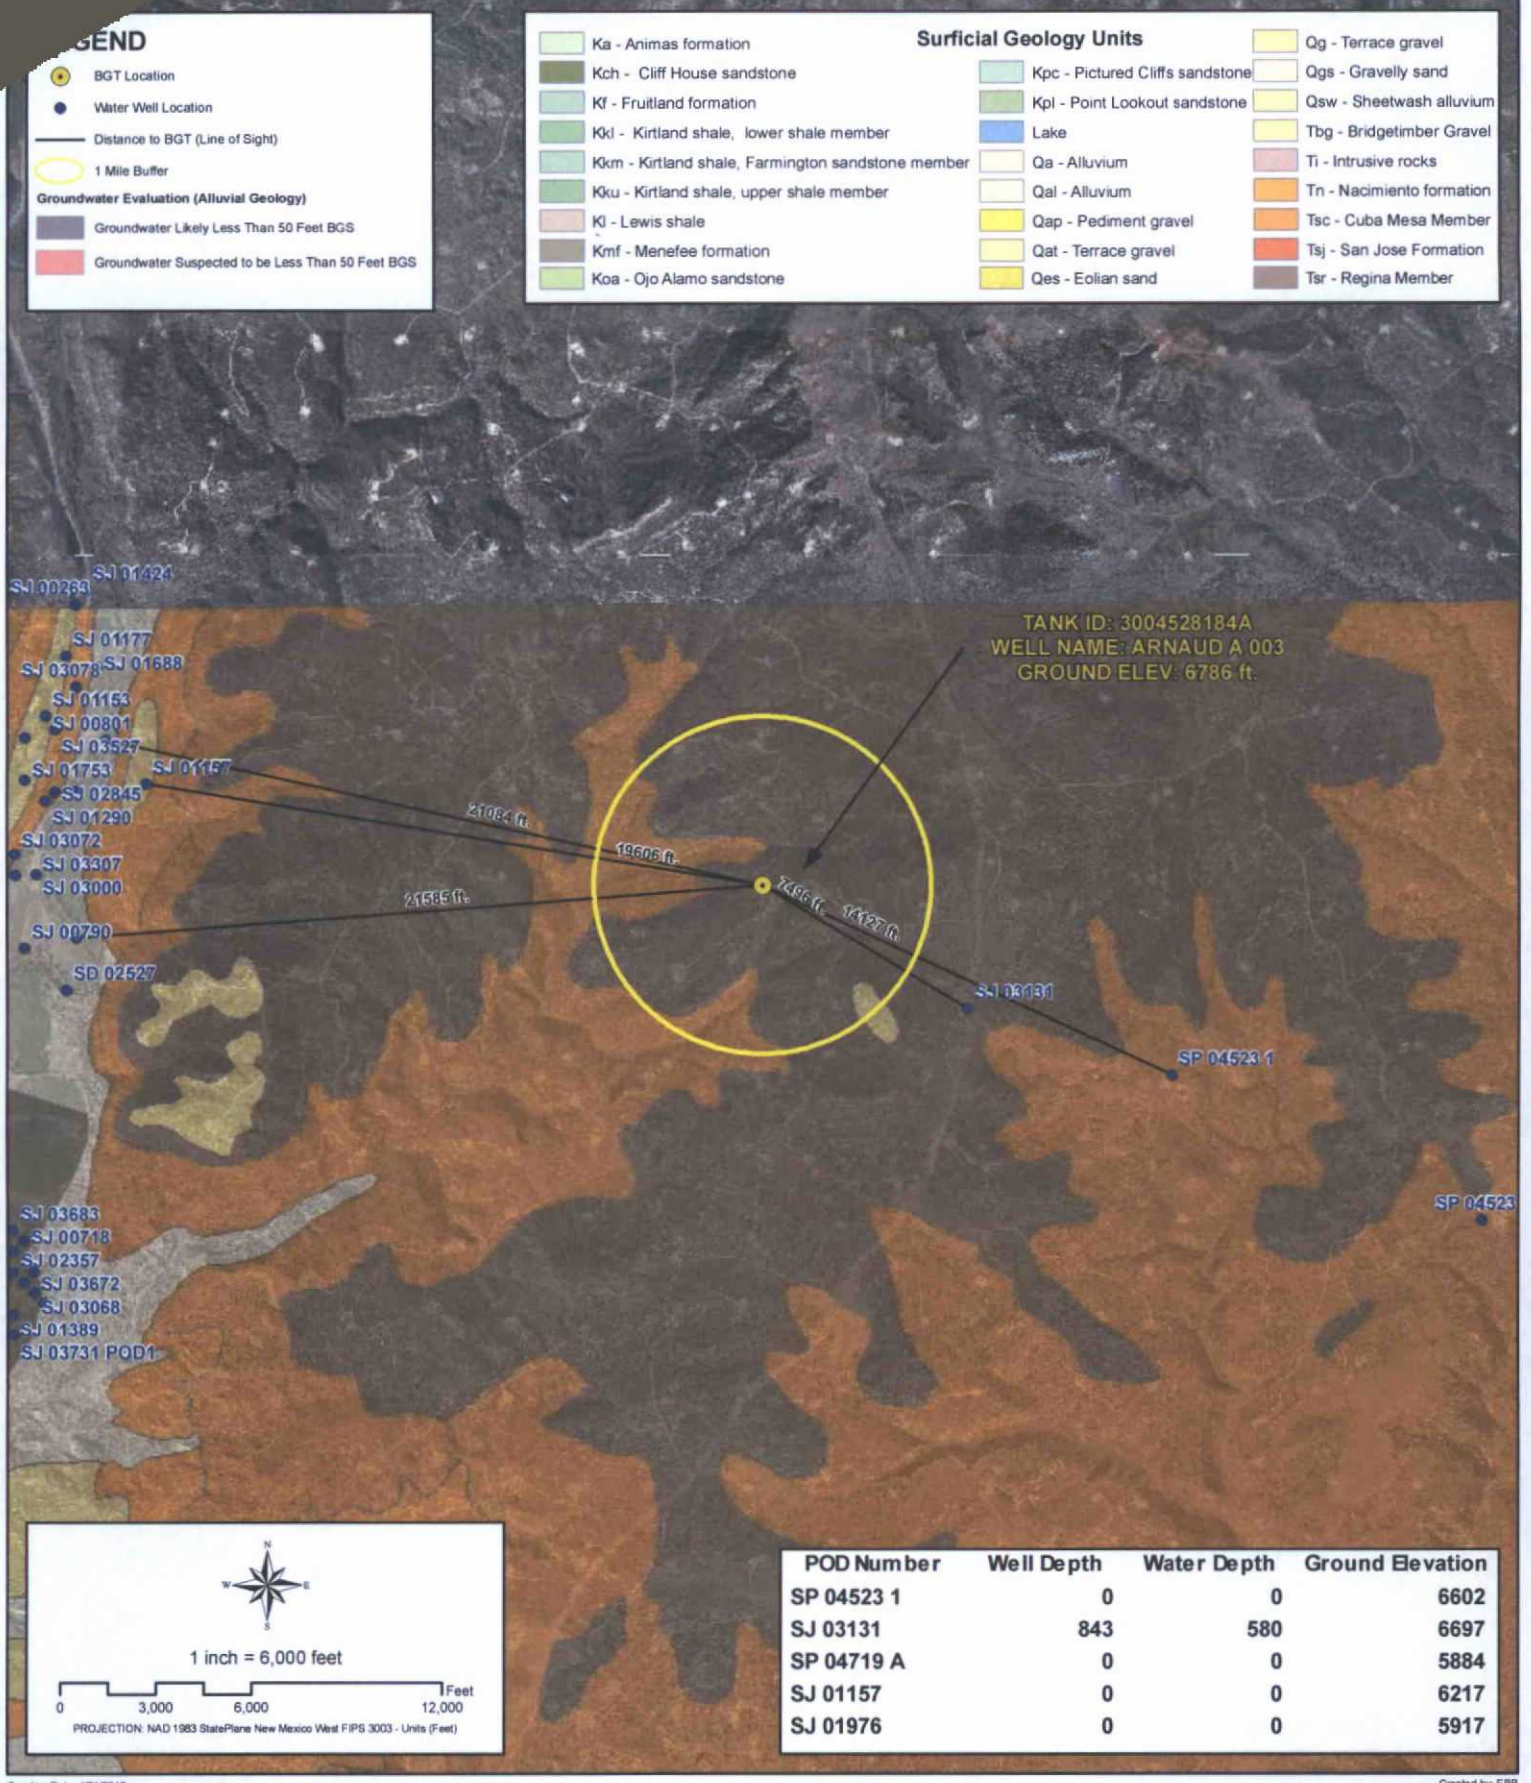 GEND
BGT Location
Water Well Location
Distance to BGT (Line of Sight)
1 Mile Buffer
Groundwater Evaluation (Alluvial Geology)
Groundwater Likely Less Than 50 Feet BGS
Groundwater Suspected to be Less Than 50 Feet BGS
Surficial Geology Units
Ka - Animas formation
Kch - Cliff House sandstone
Kf - Fruitland formation
Kkl - Kirtland shale, lower shale member
Kkm - Kirtland shale, Farmington sandstone member
Kku - Kirtland shale, upper shale member
Kl - Lewis shale
Kmf - Menefee formation
Koa - Ojo Alamo sandstone
Kpc - Pictured Cliffs sandstone
Kpl - Point Lookout sandstone
Lake
Qa - Alluvium
Qal - Alluvium
Qap - Pediment gravel
Qat - Terrace gravel
Qes - Eolian sand
Qg - Terrace gravel
Qgs - Gravelly sand
Qsw - Sheetwash alluvium
Tbg - Bridgetimber Gravel
Ti - Intrusive rocks
Tn - Nacimiento formation
Tsc - Cuba Mesa Member
Tsj - San Jose Formation
Tsr - Regina Member
SJ 01424
SJ 00263
TANK ID: 3004528184A
WELL NAME: ARNAUD A 003
GROUND ELEV: 6786 ft.
SJ 01177
SJ 03078 SJ 01688
SJ 01153
SJ 00801
SJ 03527
SJ 01753 SJ 01157
SJ 02845
SJ 01290
21084 ft.
SJ 03072
19606 ft.
SJ 03307
SJ 03000
21585 ft.
7496 ft.
14127 ft.
SJ 00790
SD 02527
SJ 03131
SP 04523 1
SP 04523
SJ 03683
SJ 00718
SJ 02357
SJ 03672
SJ 03068
SJ 01389
SJ 03731 POD1
N
W E
S
1 inch = 6,000 feet
Feet
0 3,000 6,000 12,000
PROJECTION: NAD 1983 StatePlane New Mexico West FIPS 3003 - Units (Feet)
POD Number Well Depth Water Depth Ground Elevation
SP 04523 1 0 0 6602
SJ 03131 843 580 6697
SP 04719 A 0 0 5884
SJ 01157 0 0 6217
SJ 01976 0 0 5917